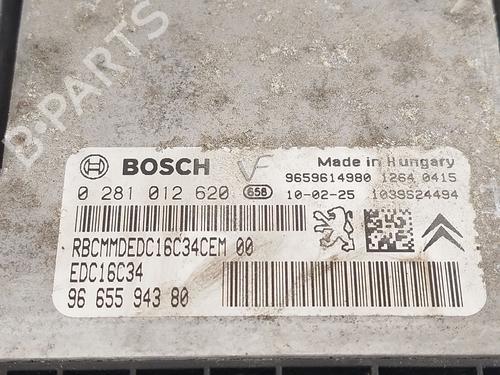 B-PARTS
BOSCH VF Made in Hungary
9659614980 1264 0415
0 281 012 620 658 10-02-25 1039S24494
RBCMMDEDC16C34CEM 00
EDC16C34
96 655 943 80